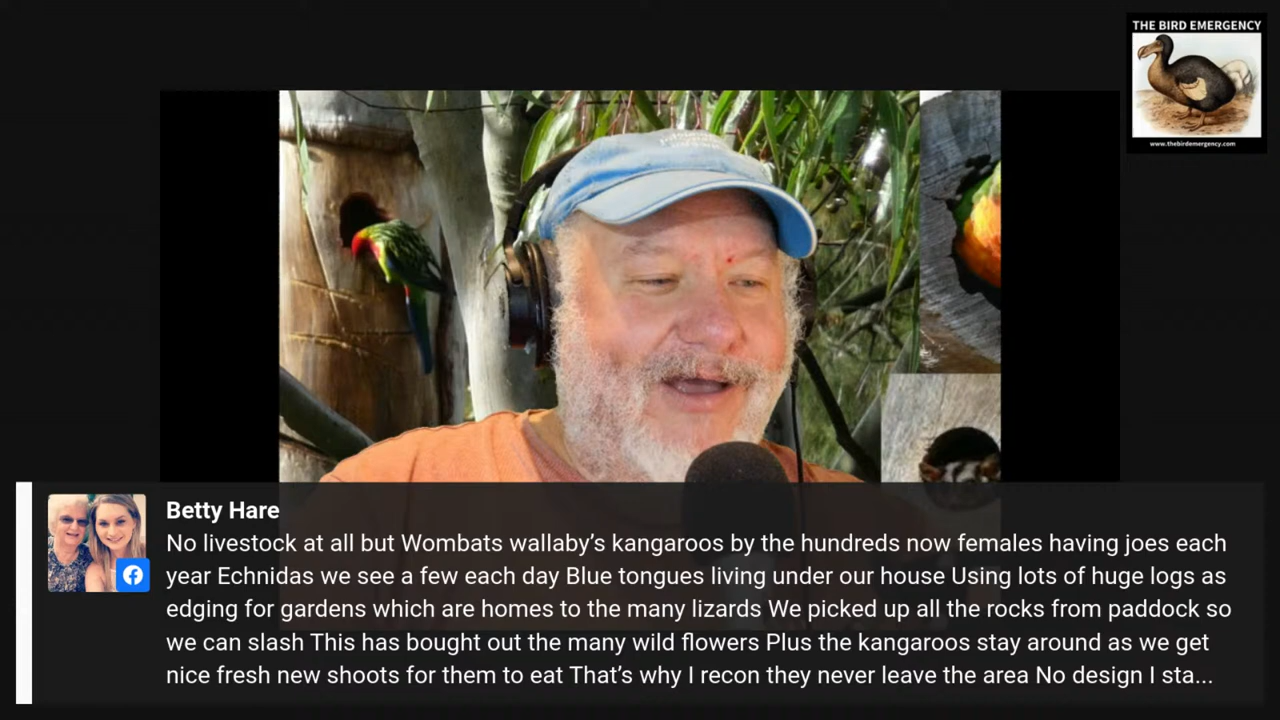 THE BIRD EMERGENCY
www.thebirdemergency.com
Betty Hare
No livestock at all but Wombats wallaby’s kangaroos by the hundreds now females having joes each
year Echnidas we see a few each day Blue tongues living under our house Using lots of huge logs as
edging for gardens which are homes to the many lizards We picked up all the rocks from paddock so
we can slash This has bought out the many wild flowers Plus the kangaroos stay around as we get
nice fresh new shoots for them to eat That’s why I recon they never leave the area No design I sta...